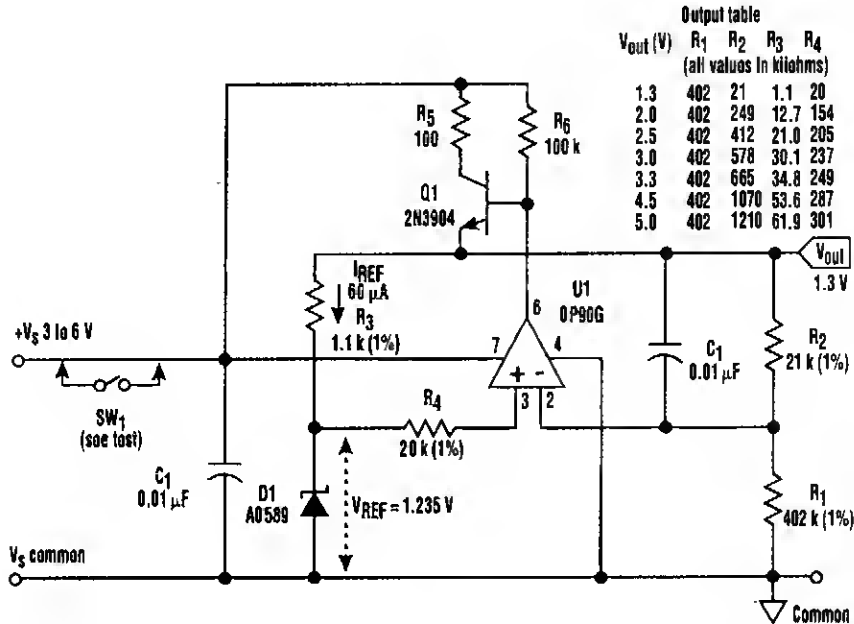 Output table
Vout (V) R1 R2 R3 R4
(all values in kilohms)
1.3 402 21 1.1 20
2.0 402 249 12.7 154
2.5 402 412 21.0 205
3.0 402 578 30.1 237
3.3 402 665 34.8 249
4.5 402 1070 53.6 287
5.0 402 1210 61.9 301
R5
100
R6
100 k
Q1
2N3904
Vout
1.3 V
IREF
60 µA
R3
1.1 k (1%)
U1
OP90G
6
7
4
+ -
3
2
C1
0.01 µF
R2
21 k (1%)
+VS 3 to 6 V
SW1
(see text)
R4
20 k (1%)
C1
0.01 µF
D1
A0589
VREF = 1.235 V
R1
402 k (1%)
VS common
Common